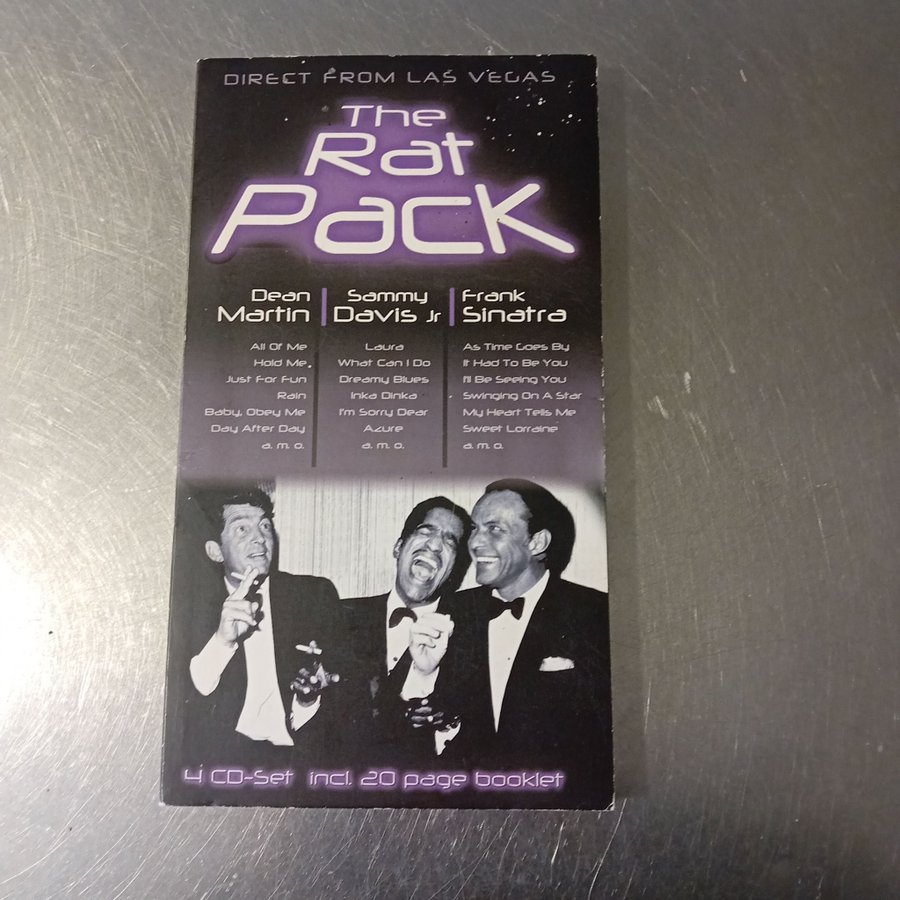 DIRECT FROM LAS VEGAS
The
Rat
Pack
Dean
Martin
All Of Me
Hold Me
Just For Fun
Rain
Baby, Obey Me
Day After Day
a. m. o.
Sammy
Davis Jr
Laura
What Can I Do
Dreamy Blues
Inka Dinka
I'm Sorry Dear
Azure
a. m. o.
Frank
Sinatra
As Time Goes By
It Had To Be You
I'll Be Seeing You
Swinging On A Star
My Heart Tells Me
Sweet Lorraine
a. m. o.
4 CD-Set incl. 20 page booklet